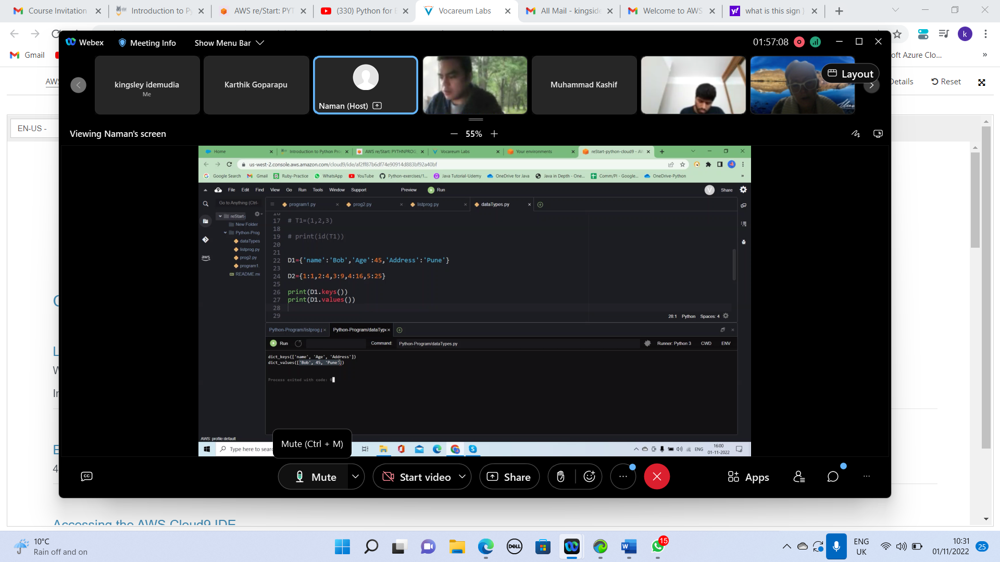 Course Invitation
Introduction to Py
AWS re/Start: PYT
(330) Python for B
Vocareum Labs
All Mail - kingside
Welcome to AWS
what is this sign ]
Gmail
oft Azure Clo...
»
k
AWS
Details
Reset
EN-US -
Webex
Meeting Info
Show Menu Bar
01:57:08
kingsley idemudia
Me
Karthik Goparapu
Naman (Host)
Muhammad Kashif
Layout
Viewing Naman's screen
55%
Home
Introduction to Python Pro
AWS re/Start: PYTHNPROG
Vocareum Labs
Your environments
reStart-python-cloud9 - AW
us-west-2.console.aws.amazon.com/cloud9/ide/af2ff87b6df74e90914d883bf92a40bf
Google Search
Gmail
Ruby-Practice
WhatsApp
YouTube
Python-exercises/1...
Java Tutorial-Udemy
OneDrive for Java
Java in Depth - One...
Comm/PI - Google...
OneDrive-Python
»
File Edit Find View Go Run Tools Window Support
Preview
Run
V
Share
Go to Anything (Ctrl-
program1.py
prog2.py
listprog.py
dataTypes.py
reStart-
New Folder
Python-Prog
dataTypes
listprog.py
prog2.py
program1.
README.m
aws
16
17 # T1=(1,2,3)
18
19 # print(id(T1))
20
21
22 D1={'name':'Bob','Age':45,'Address':'Pune'}
23
24 D2={1:1,2:4,3:9,4:16,5:25}
25
26 print(D1.keys())
27 print(D1.values())
28
29
28:1 Python Spaces: 4
Python-Program/listprog.p
Python-Program/dataType
Run
Command:
Python-Program/dataTypes.py
Runner: Python 3
CWD
ENV
dict_keys(['name', 'Age', 'Address'])
dict_values(['Bob', 45, 'Pune'])
Process exited with code: 0
AWS: profile:default
Type here to searc
ENG
16:00
01-11-2022
Mute (Ctrl + M)
CC
Mute
Start video
Share
Apps
L
W
In
E
4
Accessing the AWS Cloud9 IDE
10°C
Rain off and on
DELL
15
ENG
UK
10:31
01/11/2022
25